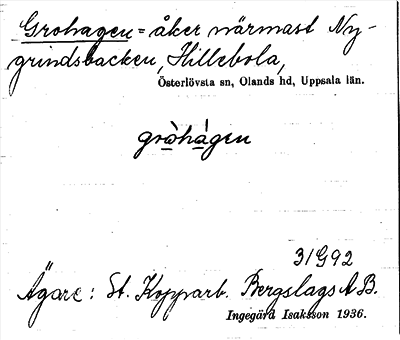 Grohagen = åker närmast Ny-
grindsbacken, Hillebola,
Österlövsta sn, Olands hd, Uppsala län.
gròhágen
31G92
Ägare: St. Kopparb. Bergslags A B.
Ingegärd Isaksson 1936.